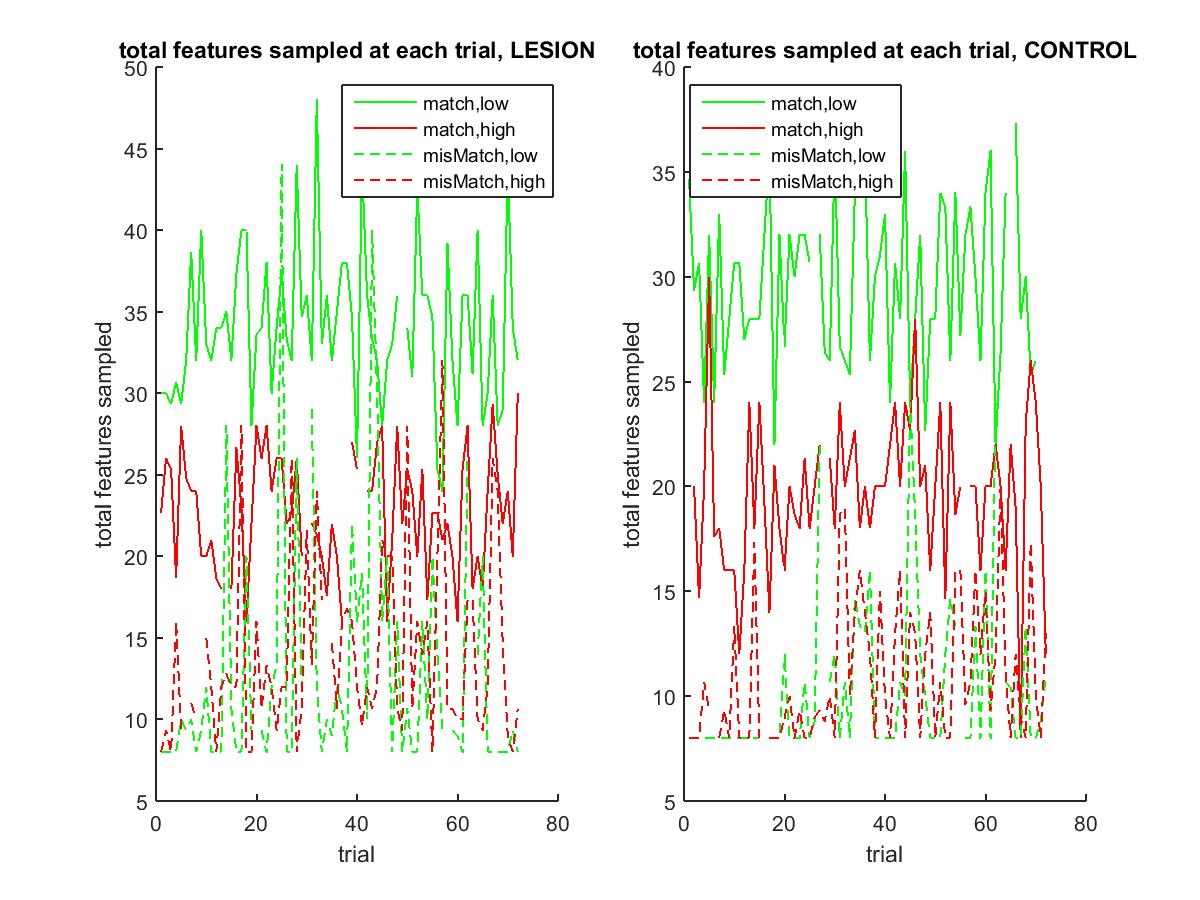 total features sampled at each trial, LESION
50
45
40
35
30
25
20
15
10
5
total features sampled
match,low
match,high
misMatch,low
misMatch,high
0 20 40 60 80
trial
total features sampled at each trial, CONTROL
40
35
30
25
20
15
10
5
total features sampled
match,low
match,high
misMatch,low
misMatch,high
0 20 40 60 80
trial